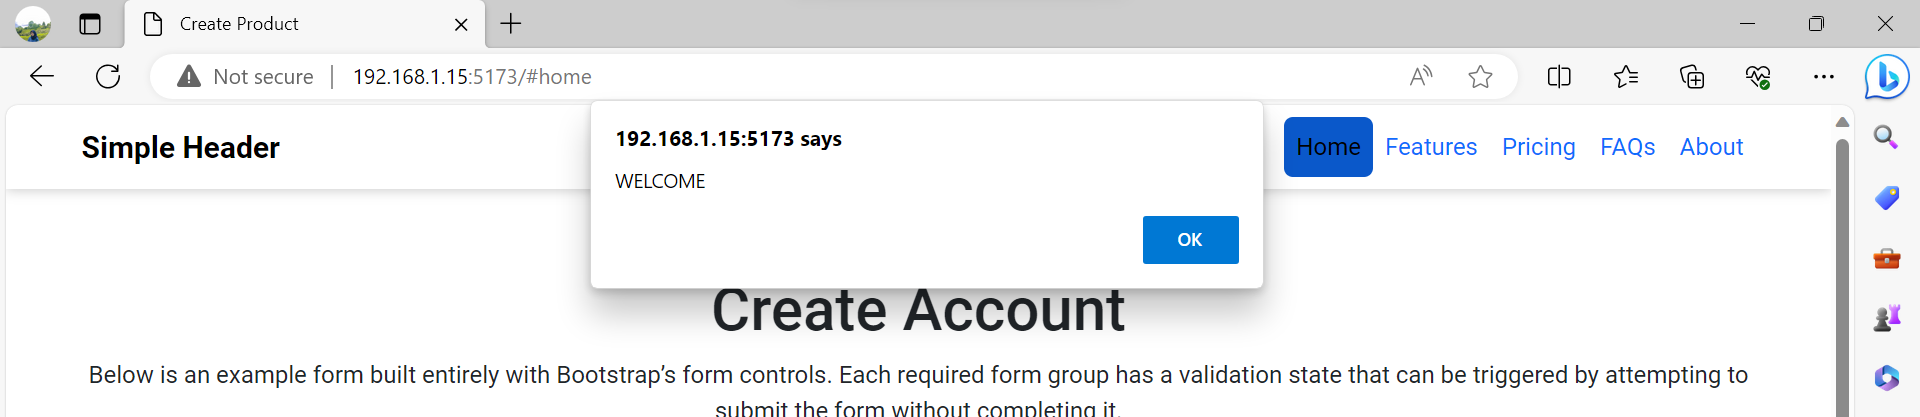 Create Product
Not secure
192.168.1.15:5173/#home
192.168.1.15:5173 says
WELCOME
OK
Simple Header
Home Features Pricing FAQs About
Create Account
Below is an example form built entirely with Bootstrap’s form controls. Each required form group has a validation state that can be triggered by attempting to
submit the form without completing it.